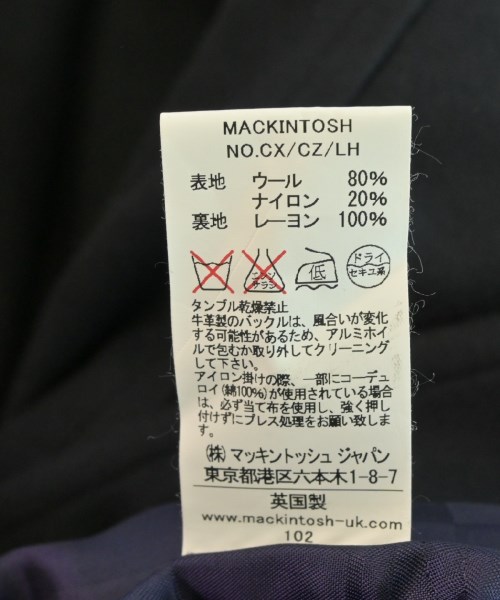 MACKINTOSH
NO.CX/CZ/LH
表地 ウール 80%
ナイロン 20%
裏地 レーヨン 100%
エンソ サラシ 低 ドライ セキユ系
タンブル乾燥禁止
牛革製のバックルは、風合いが変化
する可能性があるため、アルミホイ
ルで包むか取り外してクリーニング
して下さい。
アイロン掛けの際、一部にコーデュ
ロイ(綿100%)が使用されている場合
は、必ず当て布を使用し、強く押し
付けずにプレス処理をお願い致しま
す。
(株)マッキントッシュ ジャパン
東京都港区六本木1-8-7
英国製
www.mackintosh-uk.com
102